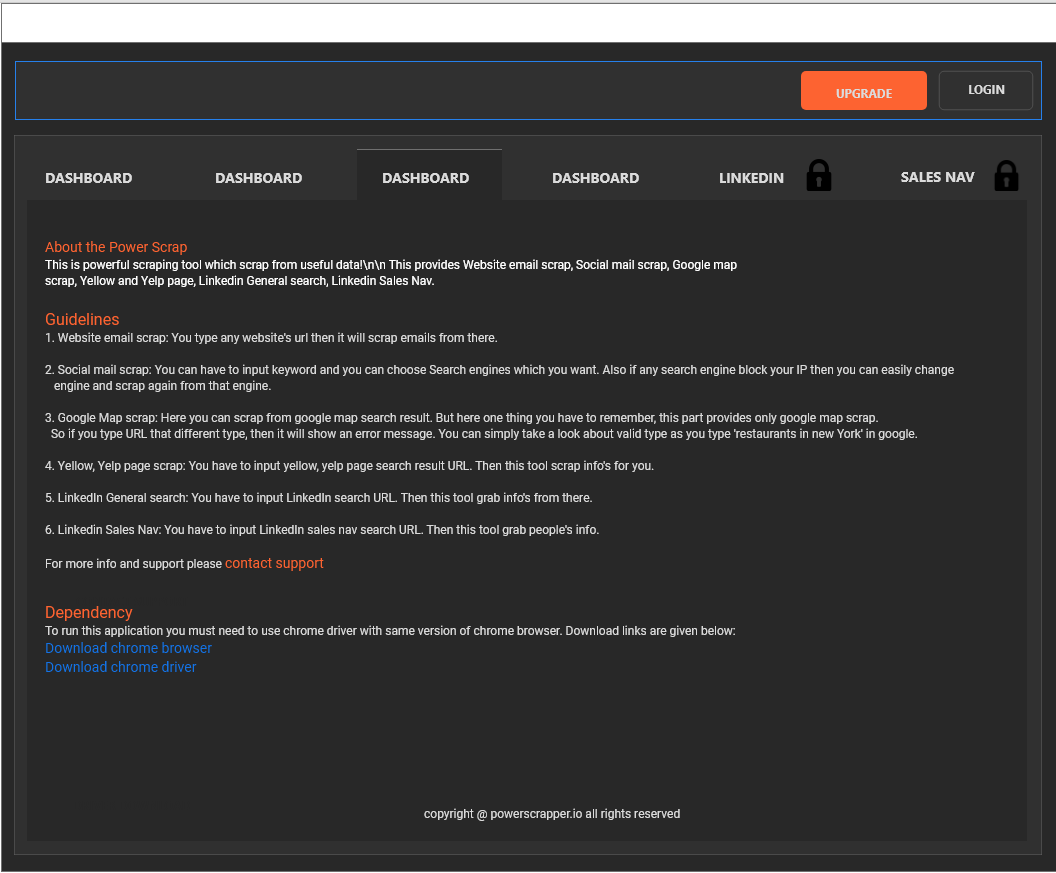 UPGRADE
LOGIN
DASHBOARD
DASHBOARD
DASHBOARD
DASHBOARD
LINKEDIN
SALES NAV
About the Power Scrap
This is powerful scraping tool which scrap from useful data!\n\n This provides Website email scrap, Social mail scrap, Google map
scrap, Yellow and Yelp page, Linkedin General search, Linkedin Sales Nav.
Guidelines
1. Website email scrap: You type any website's url then it will scrap emails from there.
2. Social mail scrap: You can have to input keyword and you can choose Search engines which you want. Also if any search engine block your IP then you can easily change
engine and scrap again from that engine.
3. Google Map scrap: Here you can scrap from google map search result. But here one thing you have to remember, this part provides only google map scrap.
So if you type URL that different type, then it will show an error message. You can simply take a look about valid type as you type 'restaurants in new York' in google.
4. Yellow, Yelp page scrap: You have to input yellow, yelp page search result URL. Then this tool scrap info's for you.
5. LinkedIn General search: You have to input LinkedIn search URL. Then this tool grab info's from there.
6. Linkedin Sales Nav: You have to input LinkedIn sales nav search URL. Then this tool grab people's info.
For more info and support please contact support
Dependency
To run this application you must need to use chrome driver with same version of chrome browser. Download links are given below:
Download chrome browser
Download chrome driver
copyright @ powerscrapper.io all rights reserved